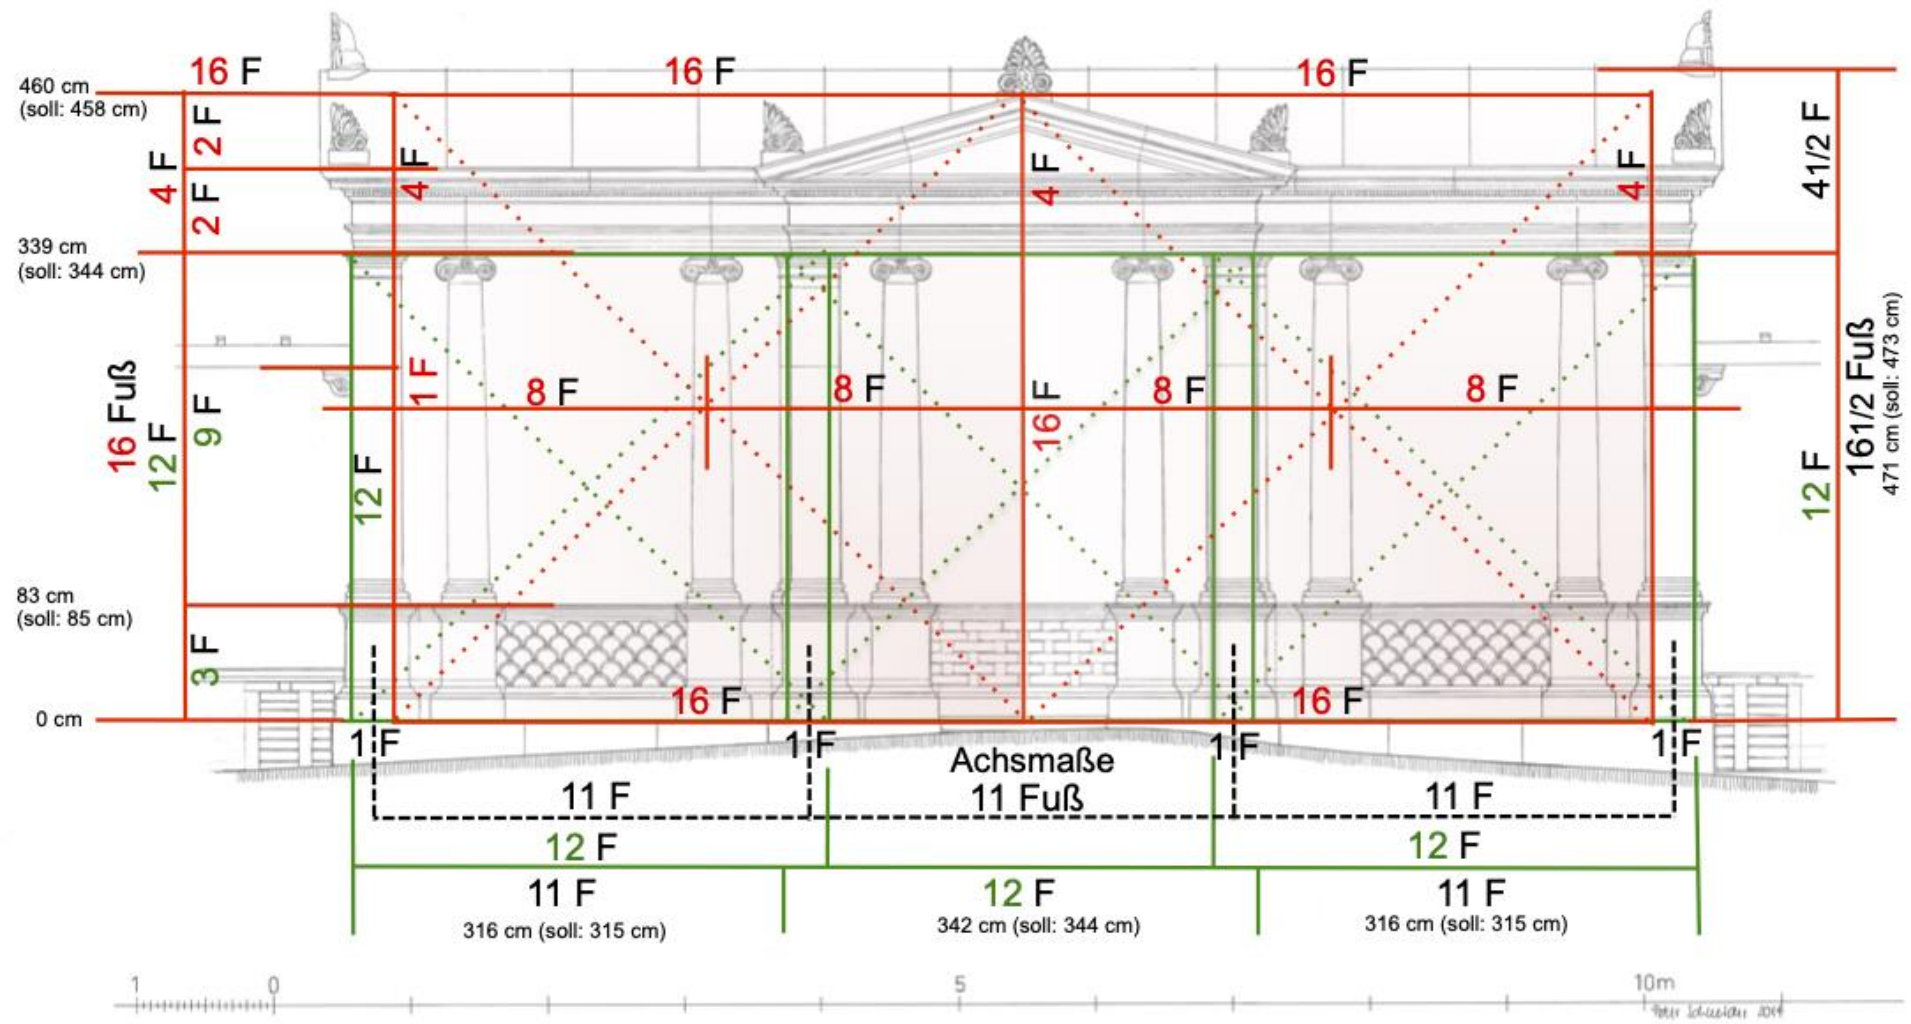 16 F
16 F
16 F
460 cm
(soll: 458 cm)
2 F
4 F
2 F
4 F
4 F
4 F
41/2 F
339 cm
(soll: 344 cm)
16 Fuß
12 F
9 F
12 F
1 F
8 F
8 F
16 F
8 F
8 F
12 F
161/2 Fuß
471 cm (soll: 473 cm)
83 cm
(soll: 85 cm)
3 F
16 F
16 F
0 cm
1 F
1 F
1 F
1 F
Achsmaße
11 F
11 Fuß
11 F
12 F
12 F
11 F
12 F
11 F
316 cm (soll: 315 cm)
342 cm (soll: 344 cm)
316 cm (soll: 315 cm)
1
0
5
10m